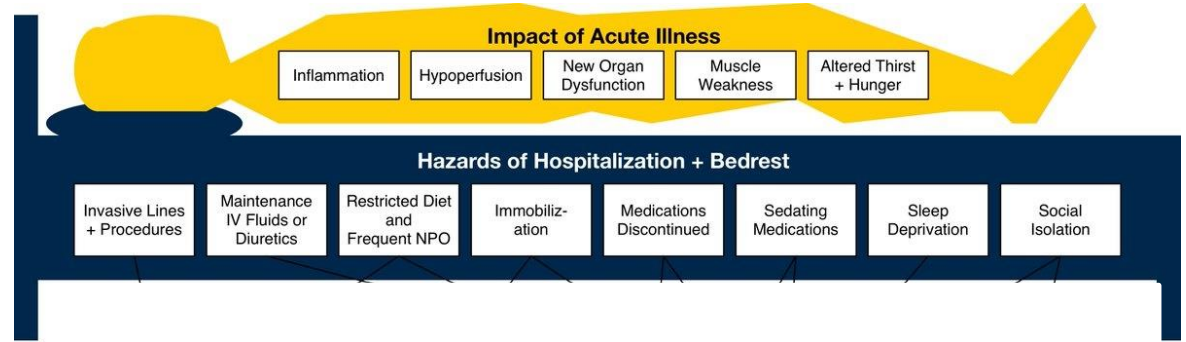 Impact of Acute Illness
Inflammation
Hypoperfusion
New Organ
Dysfunction
Muscle
Weakness
Altered Thirst
+ Hunger
Hazards of Hospitalization + Bedrest
Invasive Lines
+ Procedures
Maintenance
IV Fluids or
Diuretics
Restricted Diet
and
Frequent NPO
Immobiliz-
ation
Medications
Discontinued
Sedating
Medications
Sleep
Deprivation
Social
Isolation